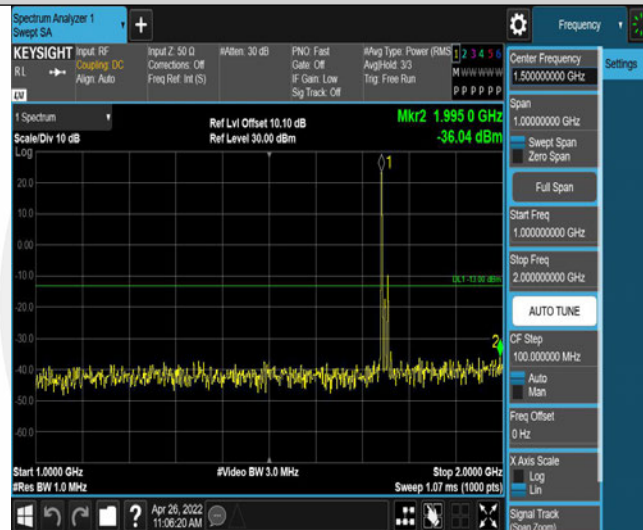 Spectrum Analyzer 1
Swept SA
+
Frequency
KEYSIGHT
RL
Input: RF
Coupling: DC
Align: Auto
Input Z: 50 Ω
Corrections: Off
Freq Ref: Int (S)
#Atten: 30 dB
PNO: Fast
Gate: Off
IF Gain: Low
Sig Track: Off
#Avg Type: Power (RMS
Avg|Hold: 3/3
Trig: Free Run
1 2 3 4 5 6
M W W W W W
P P P P P P
1 Spectrum
Scale/Div 10 dB
Log
Ref Lvl Offset 10.10 dB
Ref Level 30.00 dBm
Mkr2 1.995 0 GHz
-36.04 dBm
20.0
10.0
0.00
-10.0
-20.0
-30.0
-40.0
-50.0
-60.0
1
DL1 -13.00 dBm
2
Start 1.0000 GHz
#Res BW 1.0 MHz
#Video BW 3.0 MHz
Stop 2.0000 GHz
Sweep 1.07 ms (1000 pts)
Apr 26, 2022
11:06:20 AM
Center Frequency
1.500000000 GHz
Settings
Span
1.00000000 GHz
Swept Span
Zero Span
Full Span
Start Freq
1.000000000 GHz
Stop Freq
2.000000000 GHz
AUTO TUNE
CF Step
100.000000 MHz
Auto
Man
Freq Offset
0 Hz
X Axis Scale
Log
Lin
Signal Track
(Span Zoom)